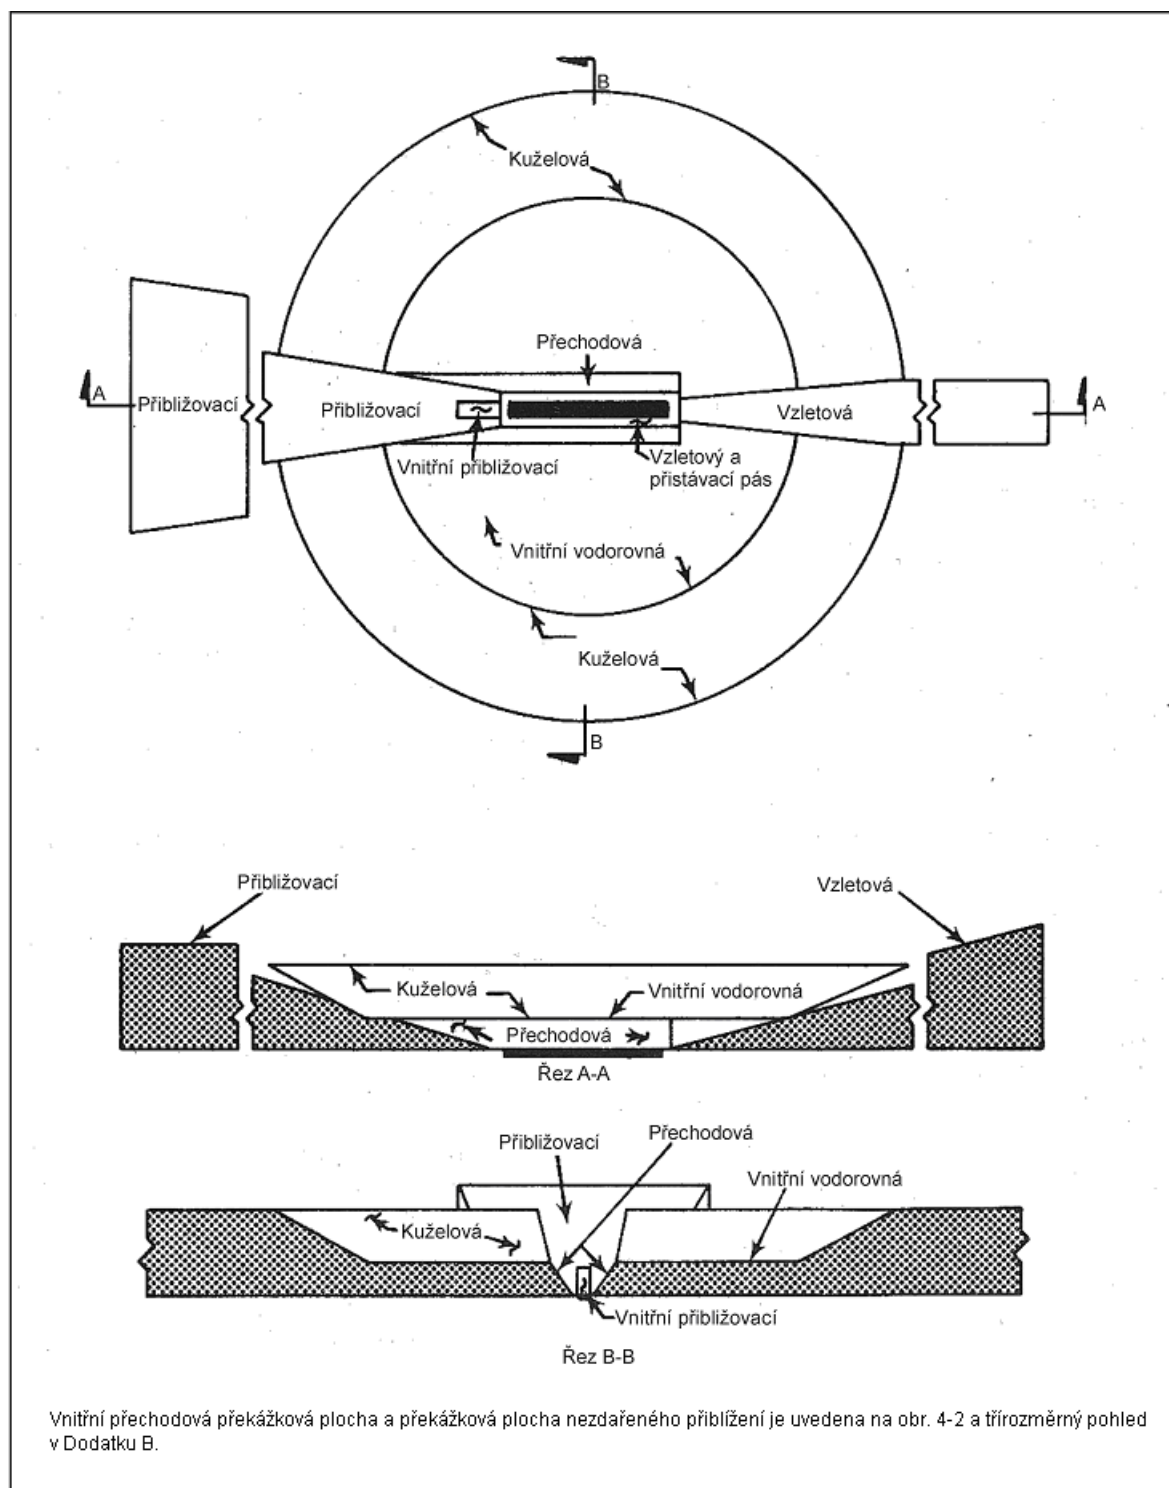 B
Kuželová
Přechodová
A
Přibližovací
Přibližovací
Vzletová
A
Vnitřní přibližovací
Vzletový a
přistávací pás
Vnitřní vodorovná
Kuželová
B
Přibližovací
Vzletová
Kuželová
Vnitřní vodorovná
Přechodová
Řez A-A
Přibližovací
Přechodová
Vnitřní vodorovná
Kuželová
Vnitřní přibližovací
Řez B-B
Vnitřní přechodová překážková plocha a překážková plocha nezdařeného přiblížení je uvedena na obr. 4-2 a třírozměrný pohled
v Dodatku B.